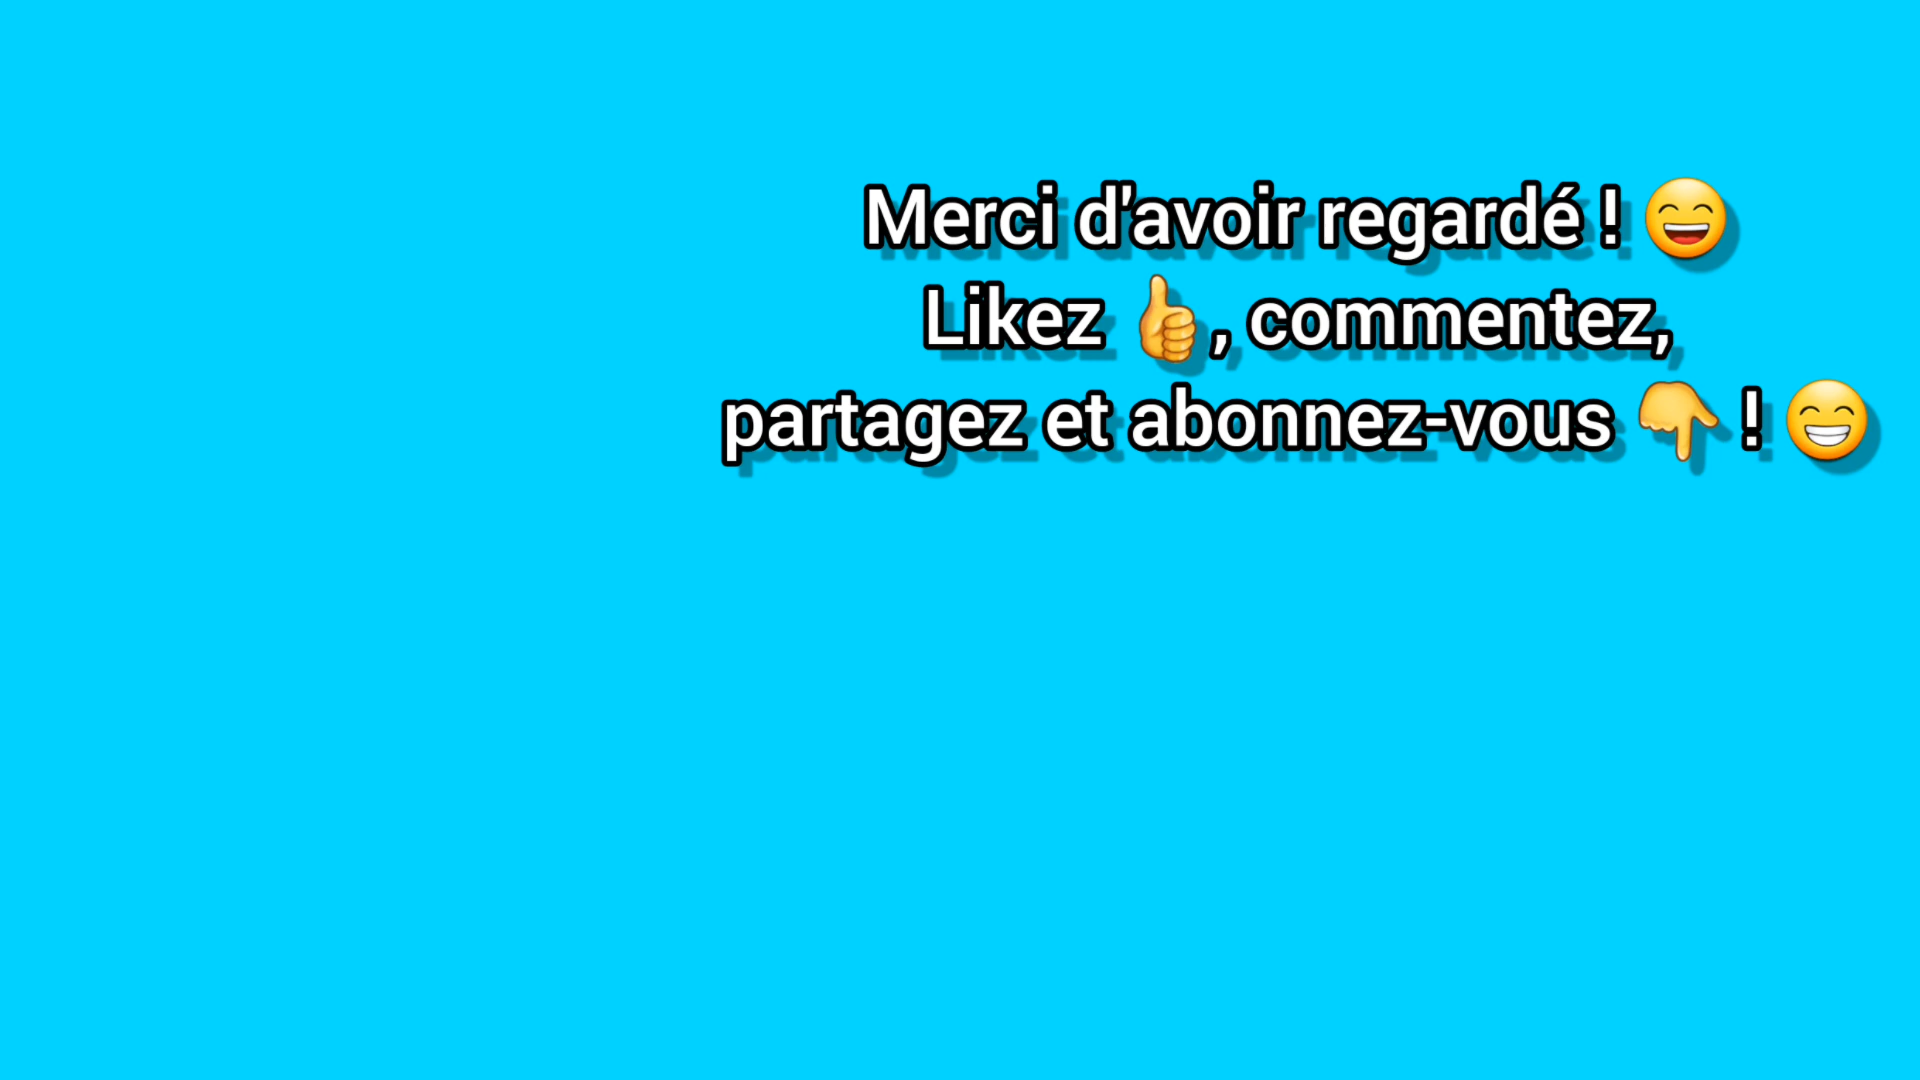 Merci d'avoir regardé ! 😄
Likez 👍, commentez,
partagez et abonnez-vous 👇 ! 😁